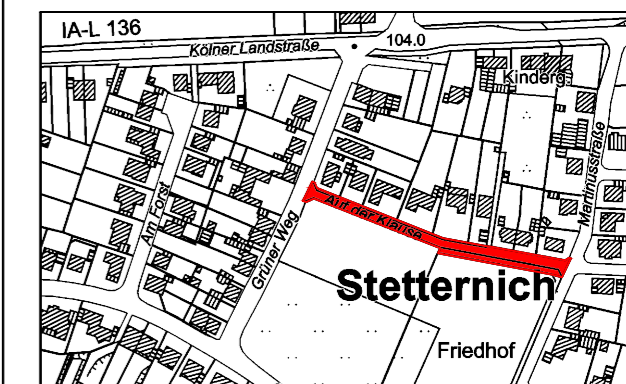 IA-L 136
Kölner Landstraße
104.0
Kinderg.
Martinusstraße
Am Forst
Grüner Weg
Auf der Klause
Stetternich
Friedhof